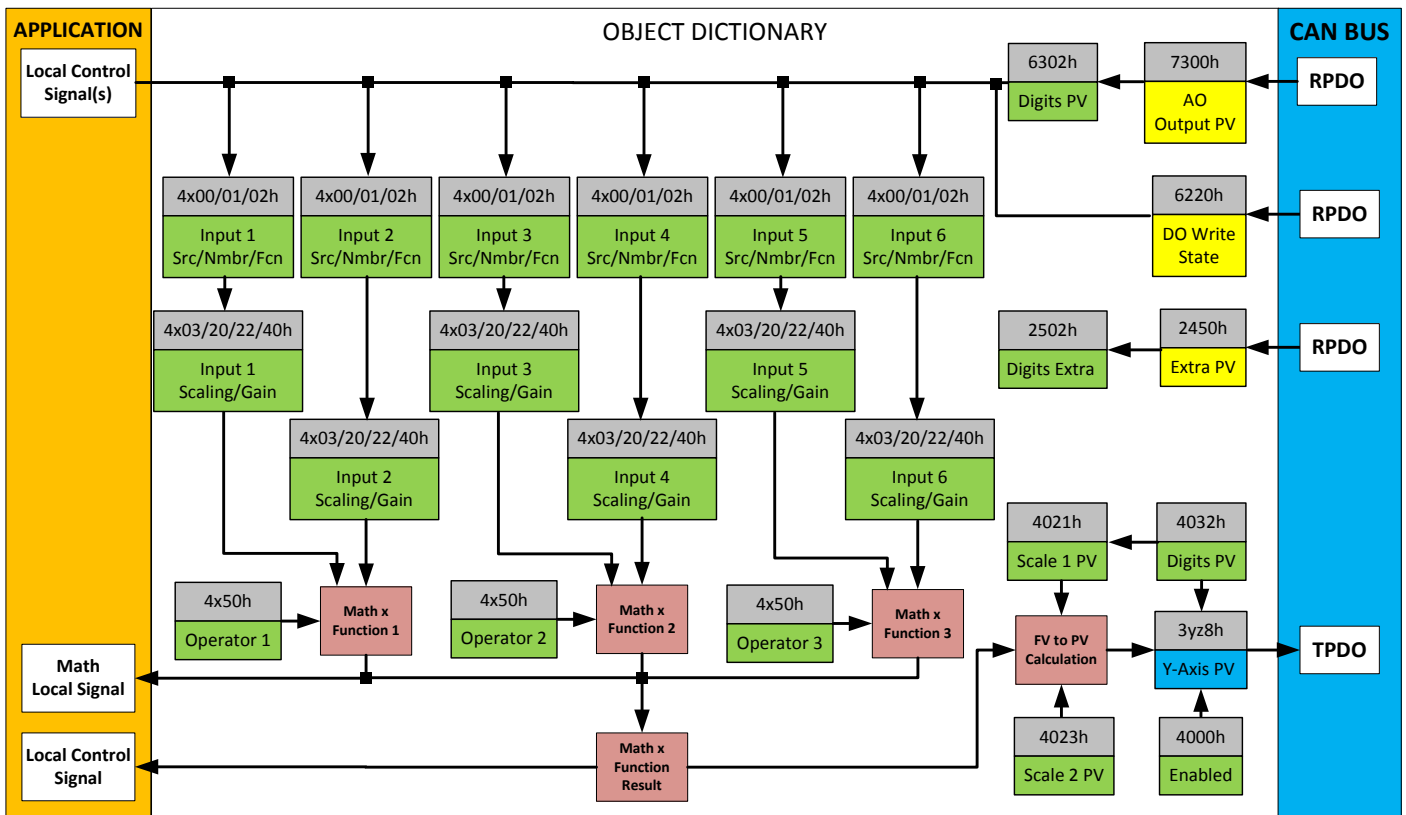 APPLICATION
OBJECT DICTIONARY
CAN BUS
Local Control
Signal(s)
6302h
Digits PV
7300h
AO
Output PV
RPDO
4x00/01/02h
Input 1
Src/Nmbr/Fcn
4x00/01/02h
Input 2
Src/Nmbr/Fcn
4x00/01/02h
Input 3
Src/Nmbr/Fcn
4x00/01/02h
Input 4
Src/Nmbr/Fcn
4x00/01/02h
Input 5
Src/Nmbr/Fcn
4x00/01/02h
Input 6
Src/Nmbr/Fcn
6220h
DO Write
State
RPDO
4x03/20/22/40h
Input 1
Scaling/Gain
4x03/20/22/40h
Input 3
Scaling/Gain
4x03/20/22/40h
Input 5
Scaling/Gain
2502h
Digits Extra
2450h
Extra PV
RPDO
4x03/20/22/40h
Input 2
Scaling/Gain
4x03/20/22/40h
Input 4
Scaling/Gain
4x03/20/22/40h
Input 6
Scaling/Gain
4021h
Scale 1 PV
4032h
Digits PV
4x50h
Operator 1
Math x
Function 1
4x50h
Operator 2
Math x
Function 2
4x50h
Operator 3
Math x
Function 3
FV to PV
Calculation
3yz8h
Y-Axis PV
TPDO
Math
Local Signal
Local Control
Signal
Math x
Function
Result
4023h
Scale 2 PV
4000h
Enabled